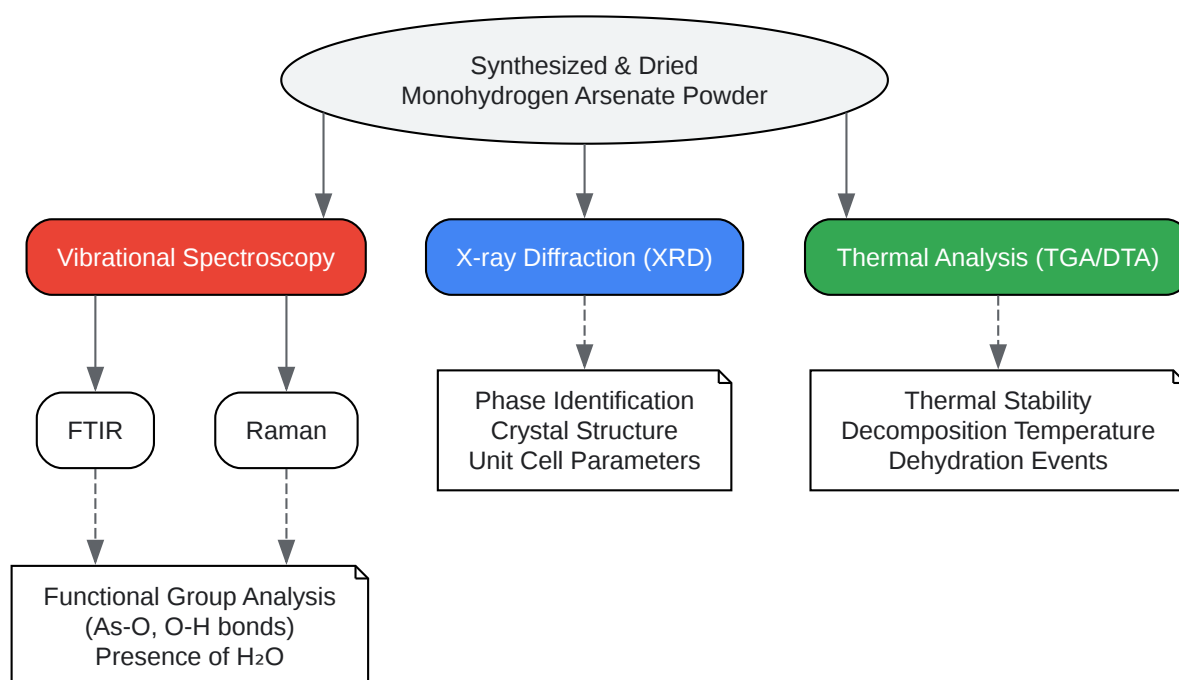 Synthesized & Dried
Monohydrogen Arsenate Powder
Vibrational Spectroscopy
X-ray Diffraction (XRD)
Thermal Analysis (TGA/DTA)
FTIR
Raman
Phase Identification
Crystal Structure
Unit Cell Parameters
Thermal Stability
Decomposition Temperature
Dehydration Events
Functional Group Analysis
(As-O, O-H bonds)
Presence of H₂O